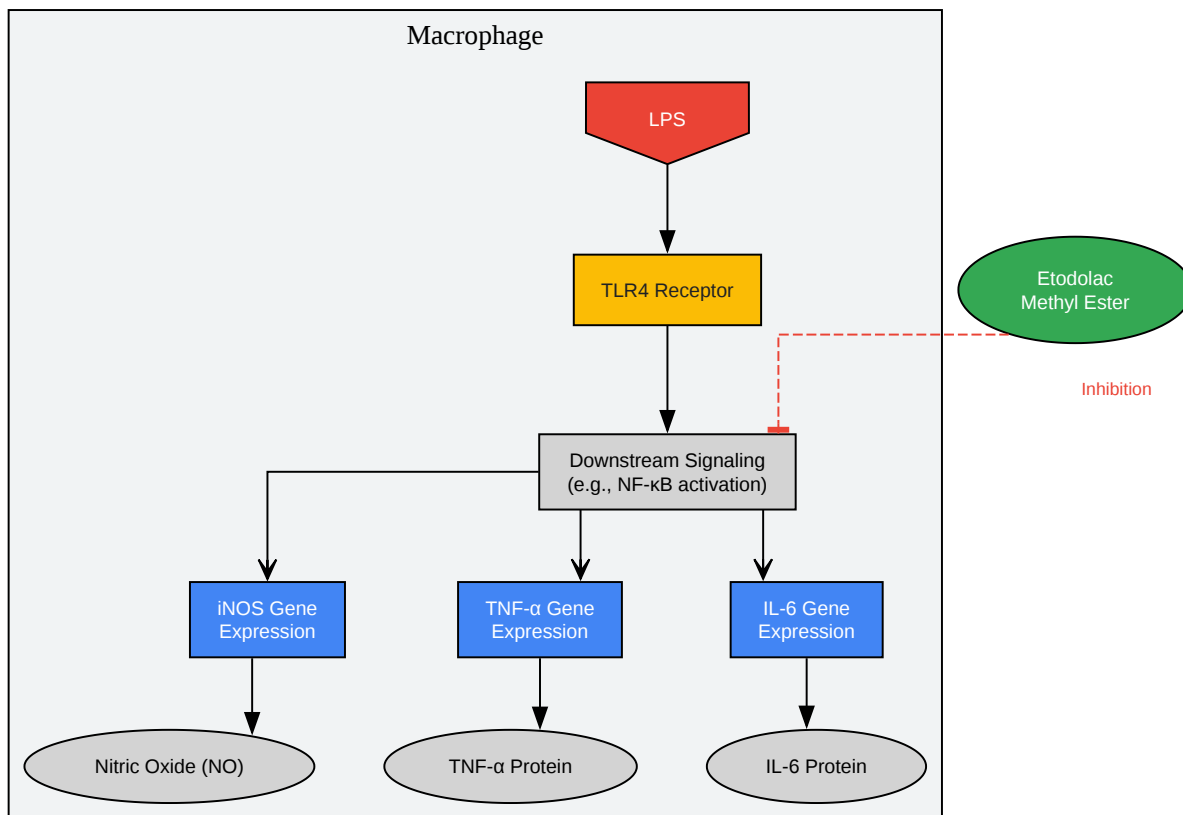 Macrophage
LPS
TLR4 Receptor
Etodolac
Methyl Ester
Inhibition
Downstream Signaling
(e.g., NF-κB activation)
iNOS Gene
Expression
TNF-α Gene
Expression
IL-6 Gene
Expression
Nitric Oxide (NO)
TNF-α Protein
IL-6 Protein